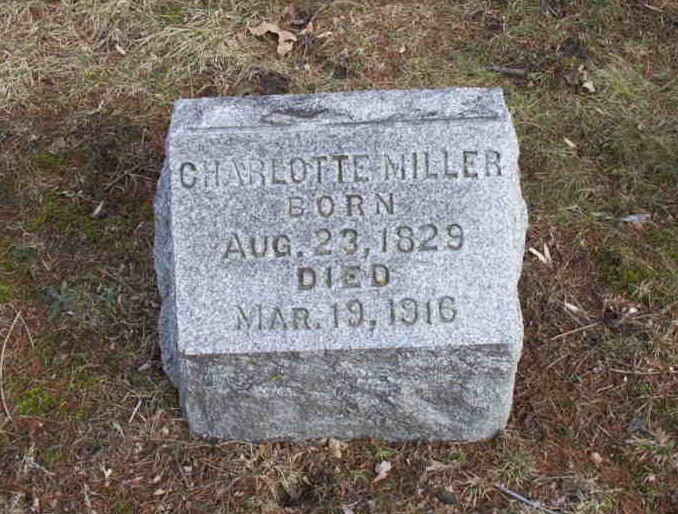 CHARLOTTE MILLER
BORN
AUG. 23, 1829
DIED
MAR. 19, 1916